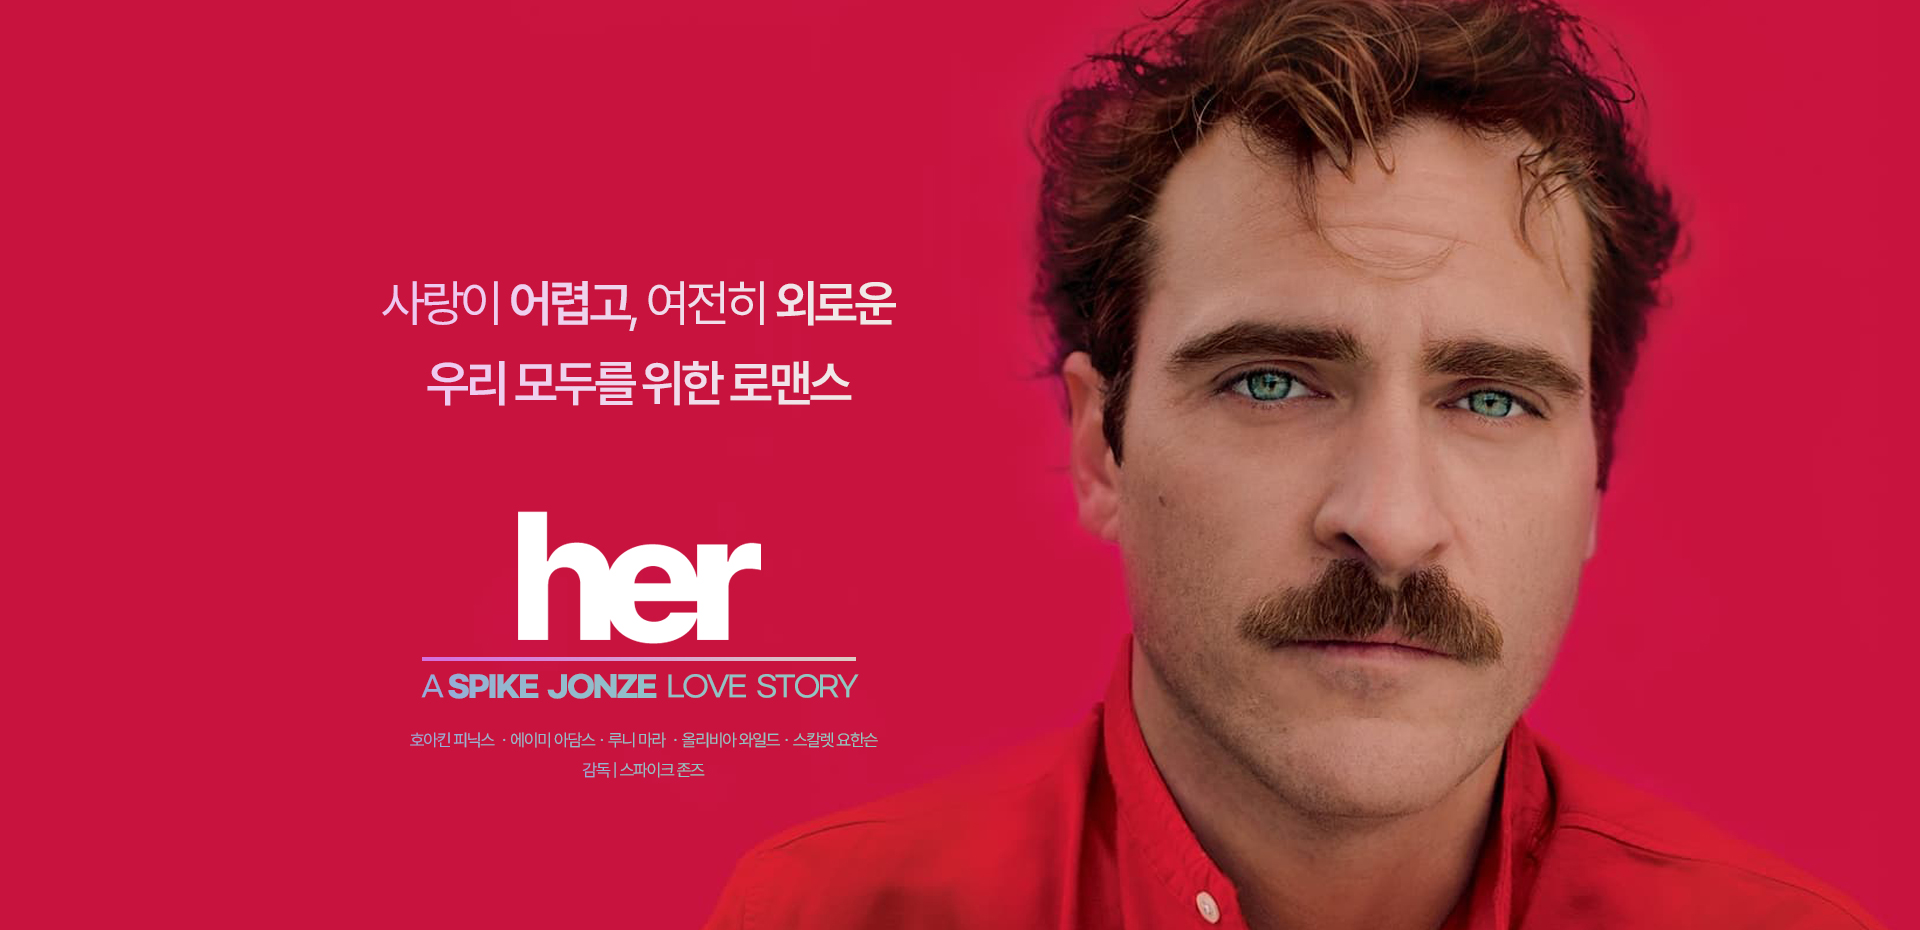 사랑이 어렵고, 여전히 외로운
우리 모두를 위한 로맨스
her
A SPIKE JONZE LOVE STORY
호아킨 피닉스 · 에이미 아담스 · 루니 마라 · 올리비아 와일드 · 스칼렛 요한슨
감독 | 스파이크 존즈